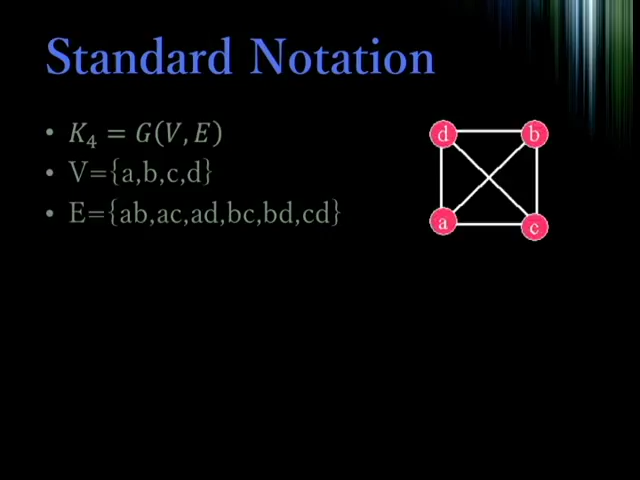 Standard Notation
• K₄ = G(V, E)
• V={a,b,c,d}
• E={ab,ac,ad,bc,bd,cd}
d b
a c